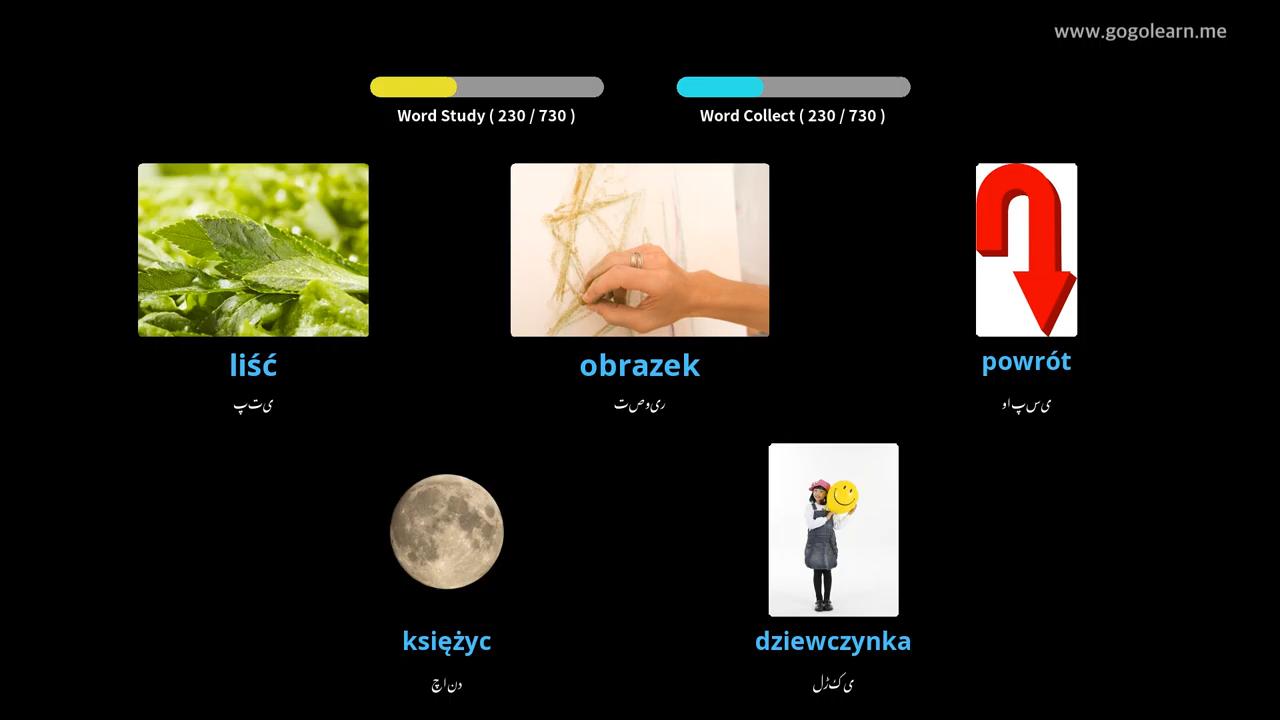 www.gogolearn.me
Word Study ( 230 / 730 )
Word Collect ( 230 / 730 )
liść
obrazek
powrót
پتی
تصویر
واپسی
księżyc
dziewczynka
چاند
لڑکی